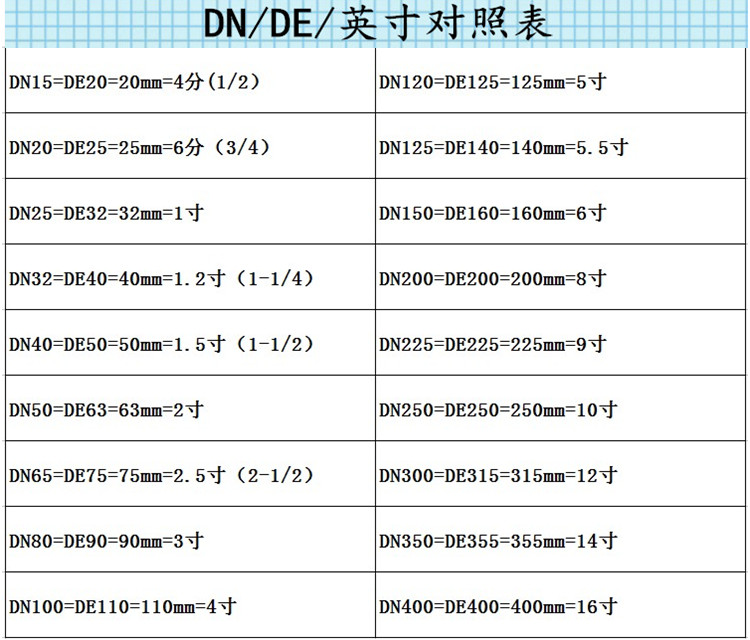 DN/DE/英寸对照表
DN15=DE20=20mm=4分(1/2)
DN120=DE125=125mm=5寸
DN20=DE25=25mm=6分（3/4）
DN125=DE140=140mm=5.5寸
DN25=DE32=32mm=1寸
DN150=DE160=160mm=6寸
DN32=DE40=40mm=1.2寸（1-1/4）
DN200=DE200=200mm=8寸
DN40=DE50=50mm=1.5寸（1-1/2）
DN225=DE225=225mm=9寸
DN50=DE63=63mm=2寸
DN250=DE250=250mm=10寸
DN65=DE75=75mm=2.5寸（2-1/2）
DN300=DE315=315mm=12寸
DN80=DE90=90mm=3寸
DN350=DE355=355mm=14寸
DN100=DE110=110mm=4寸
DN400=DE400=400mm=16寸